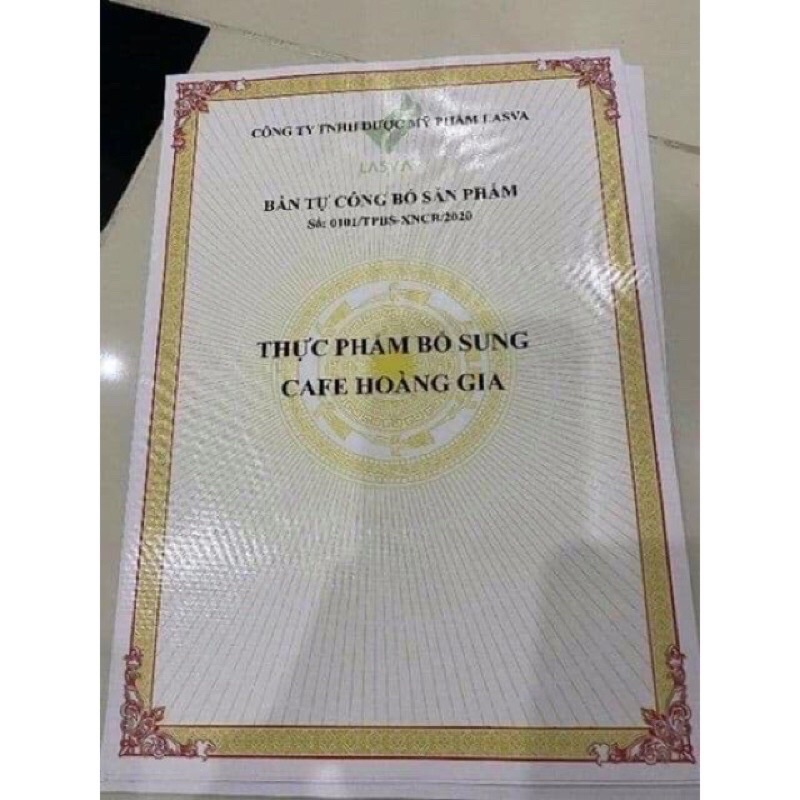 CÔNG TY TNHH DƯỢC MỸ PHẨM LASVA
LASVA
BẢN TỰ CÔNG BỐ SẢN PHẨM
Số: 0101/TPBS-XNCB/2020
THỰC PHẨM BỔ SUNG
CAFE HOÀNG GIA